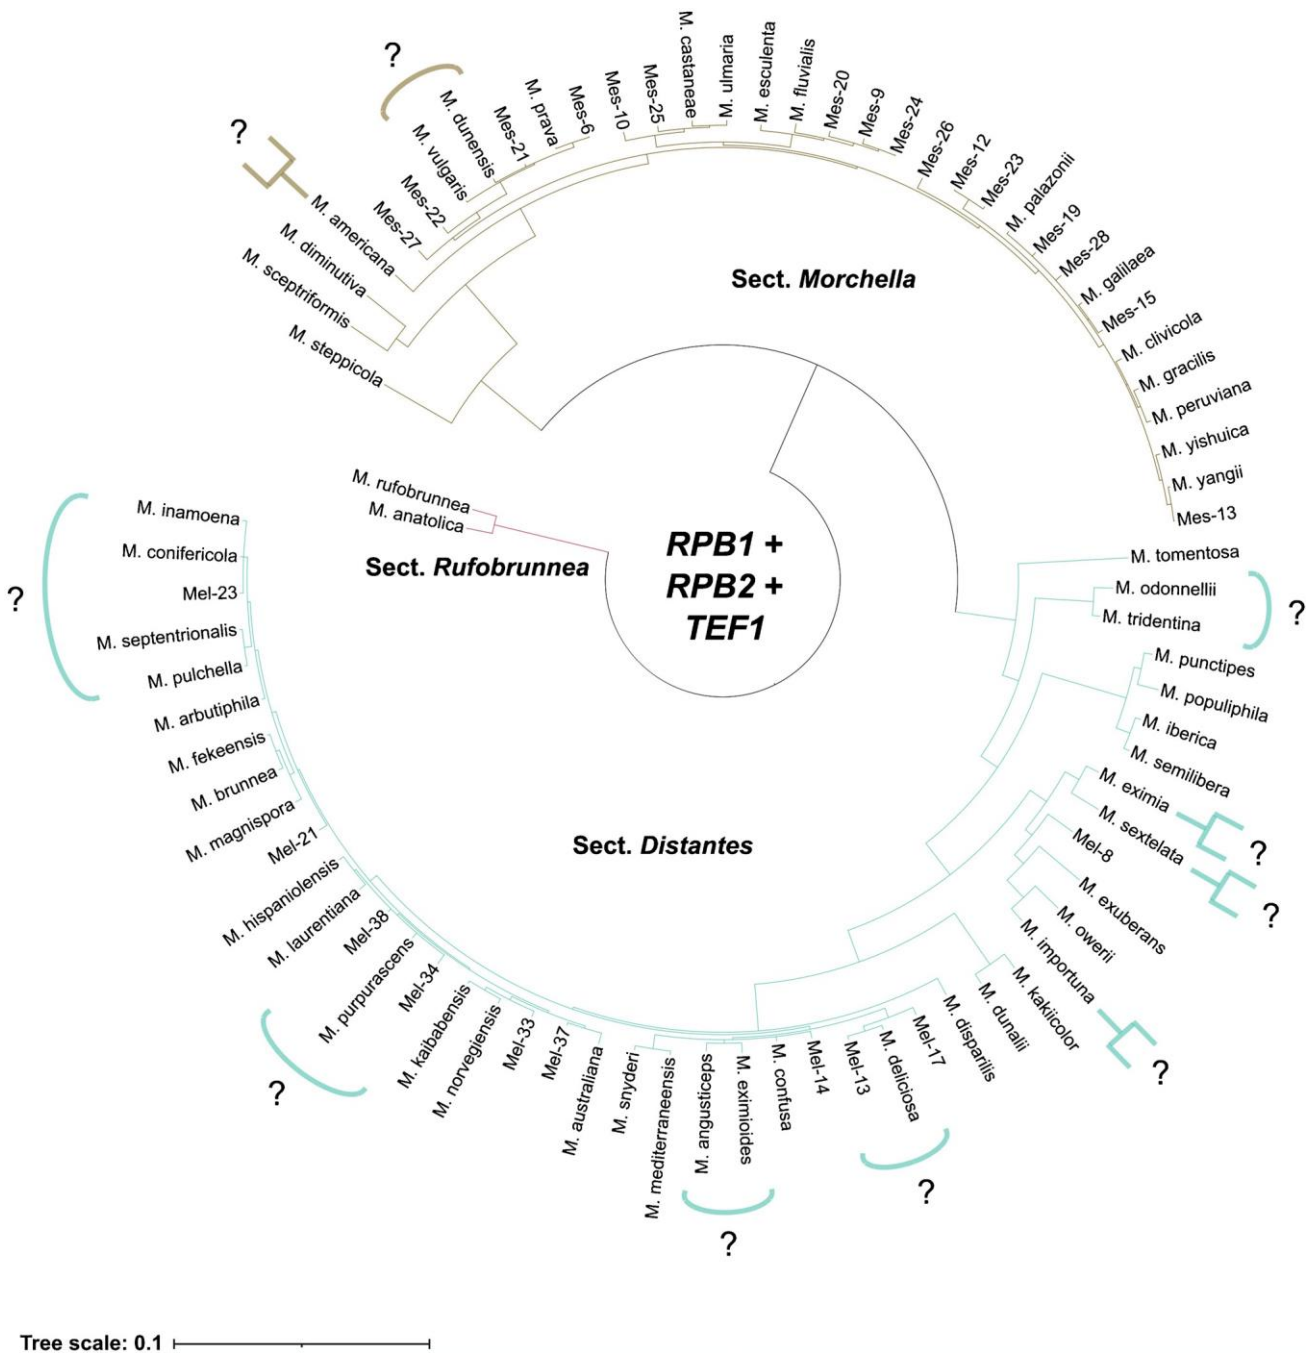 ?
?
M. steppicola
M. sceptriformis
M. diminutiva
M. americana
Mes-27
Mes-22
M. vulgaris
M. dunensis
Mes-21
M. prava
Mes-6
Mes-10
Mes-25
M. castaneae
M. ulmaria
M. esculenta
M. fluvialis
Mes-20
Mes-9
Mes-24
Mes-26
Mes-12
Mes-23
M. palazonii
Mes-19
Mes-28
M. galilaea
Mes-15
M. clivicola
M. gracilis
M. peruviana
M. yishuica
M. yangii
Mes-13
Sect. Morchella
M. rufobrunnea
M. anatolica
Sect. Rufobrunnea
RPB1 +
RPB2 +
TEF1
M. tomentosa
M. odonnellii
M. tridentina
?
M. punctipes
M. populiphila
M. iberica
M. semilibera
M. eximia
?
M. sextelata
?
Mel-8
M. exuberans
M. owerii
M. importuna
?
M. kakiicolor
M. dunalii
M. disparilis
Mel-17
M. deliciosa
Mel-13
?
Mel-14
M. confusa
M. eximioides
M. angusticeps
?
M. mediterraneensis
M. snyderi
M. australiana
Mel-37
Mel-33
M. norvegiensis
M. kaibabensis
Mel-34
M. purpurascens
?
Mel-38
M. laurentiana
M. hispaniolensis
Mel-21
M. magnispora
M. brunnea
M. fekeensis
M. arbutiphila
M. pulchella
M. septentrionalis
Mel-23
M. conifericola
M. inamoena
?
Sect. Distantes
Tree scale: 0.1